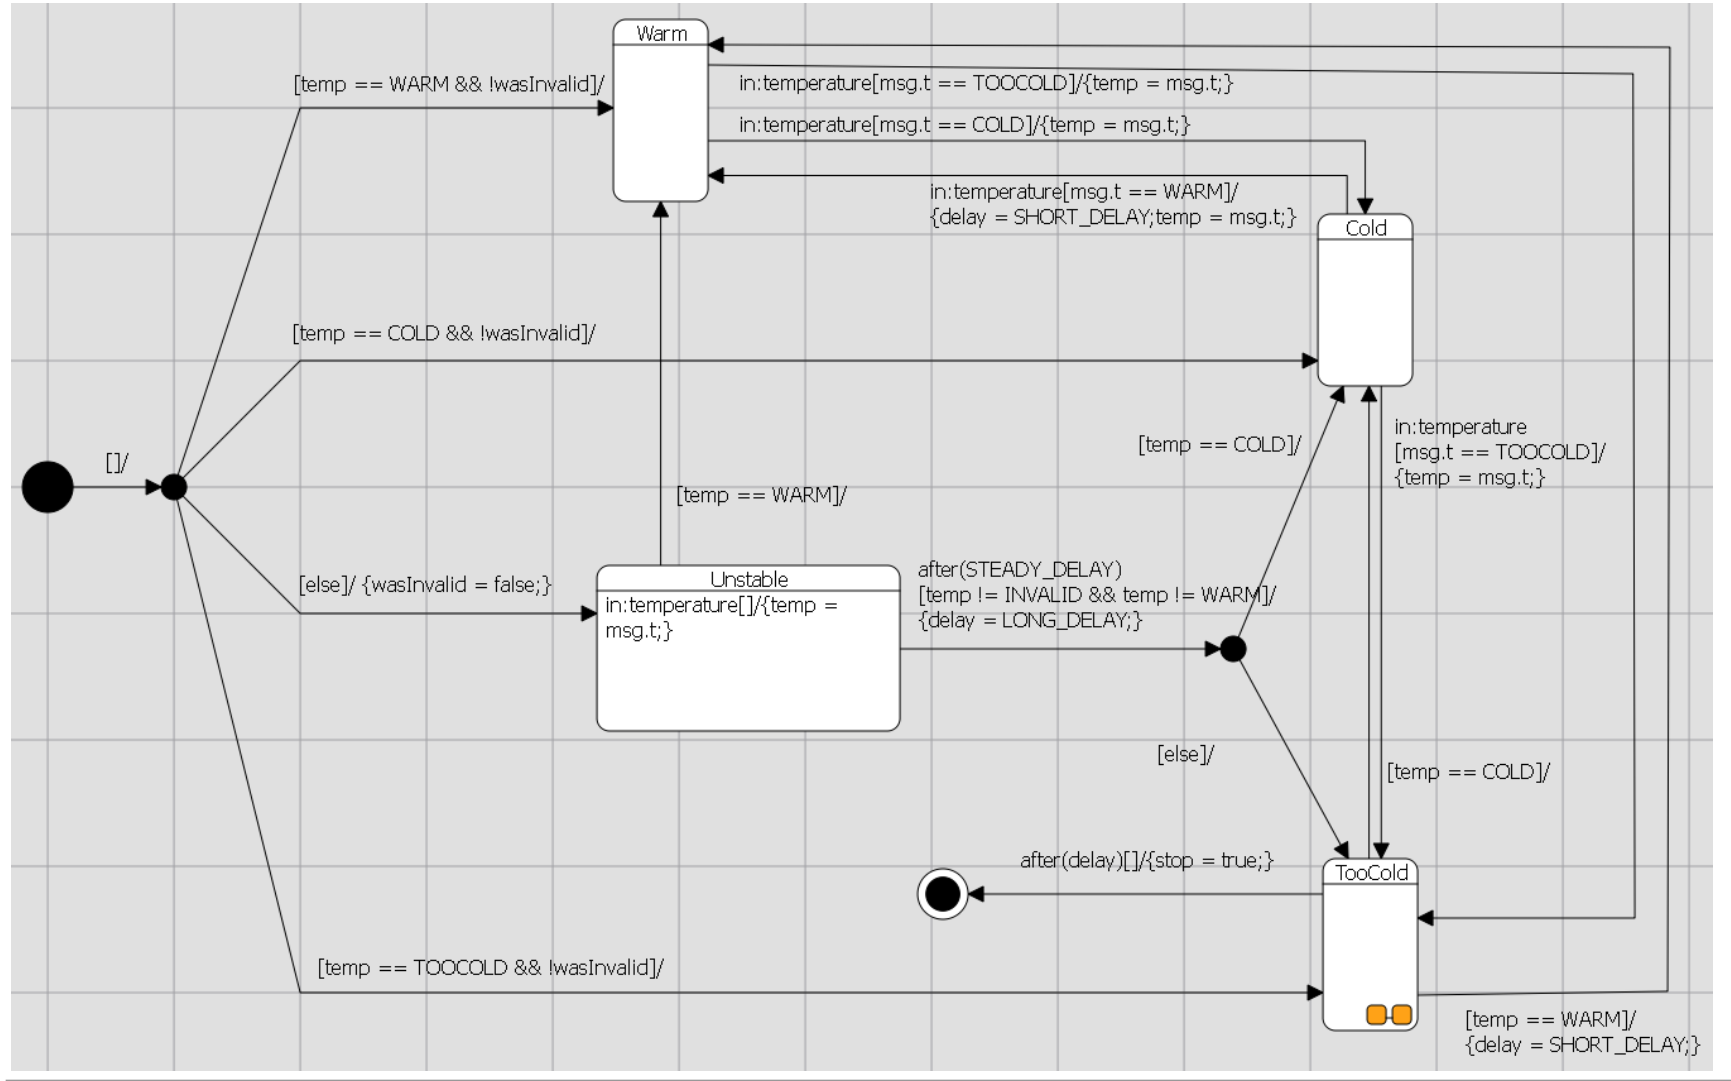 Warm
[temp == WARM && !wasInvalid]/
in:temperature[msg.t == TOOCOLD]/{temp = msg.t;}
in:temperature[msg.t == COLD]/{temp = msg.t;}
in:temperature[msg.t == WARM]/
{delay = SHORT_DELAY;temp = msg.t;}
Cold
[temp == COLD && !wasInvalid]/
in:temperature
[msg.t == TOOCOLD]/
{temp = msg.t;}
[temp == COLD]/
[]/
[temp == WARM]/
after(STEADY_DELAY)
[temp != INVALID && temp != WARM]/
{delay = LONG_DELAY;}
[else]/ {wasInvalid = false;}
Unstable
in:temperature[]/{temp =
msg.t;}
[else]/
[temp == COLD]/
after(delay)[]/{stop = true;}
TooCold
[temp == TOOCOLD && !wasInvalid]/
[temp == WARM]/
{delay = SHORT_DELAY;}